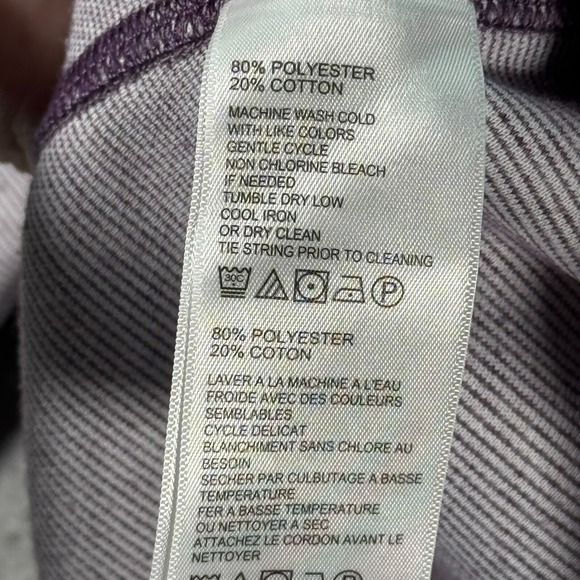 80% POLYESTER
20% COTTON
MACHINE WASH COLD
WITH LIKE COLORS
GENTLE CYCLE
NON CHLORINE BLEACH
IF NEEDED
TUMBLE DRY LOW
COOL IRON
OR DRY CLEAN
TIE STRING PRIOR TO CLEANING
30C P
80% POLYESTER
20% COTON
LAVER A LA MACHINE A L'EAU
FROIDE AVEC DES COULEURS
SEMBLABLES
CYCLE DELICAT
BLANCHIMENT SANS CHLORE AU
BESOIN
SECHER PAR CULBUTAGE A BASSE
TEMPERATURE
FER A BASSE TEMPERATURE
OU NETTOYER A SEC
ATTACHEZ LE CORDON AVANT LE
NETTOYER